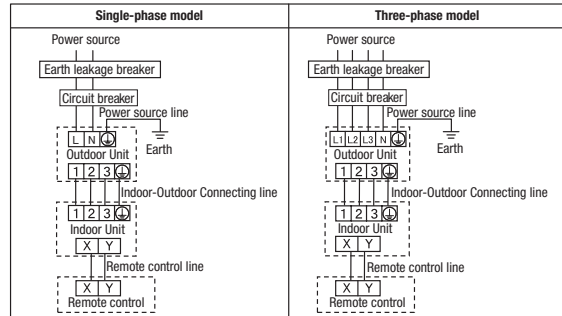 Single-phase model
Power source
Earth leakage breaker
Circuit breaker
Power source line
L N
Earth
Outdoor Unit
1 2 3
Indoor-Outdoor Connecting line
1 2 3
Indoor Unit
X Y
Remote control line
X Y
Remote control
Three-phase model
Power source
Earth leakage breaker
Circuit breaker
Power source line
L1 L2 L3 N
Earth
Outdoor Unit
1 2 3
Indoor-Outdoor Connecting line
1 2 3
Indoor Unit
X Y
Remote control line
X Y
Remote control